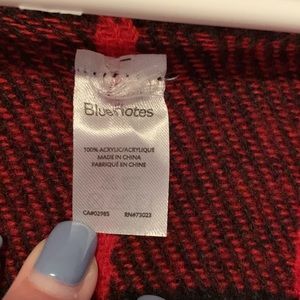 Bluenotes
100% ACRYLIC/ACRYLIQUE
MADE IN CHINA
FABRIQUÉ EN CHINE
CA#02985 RN#73023